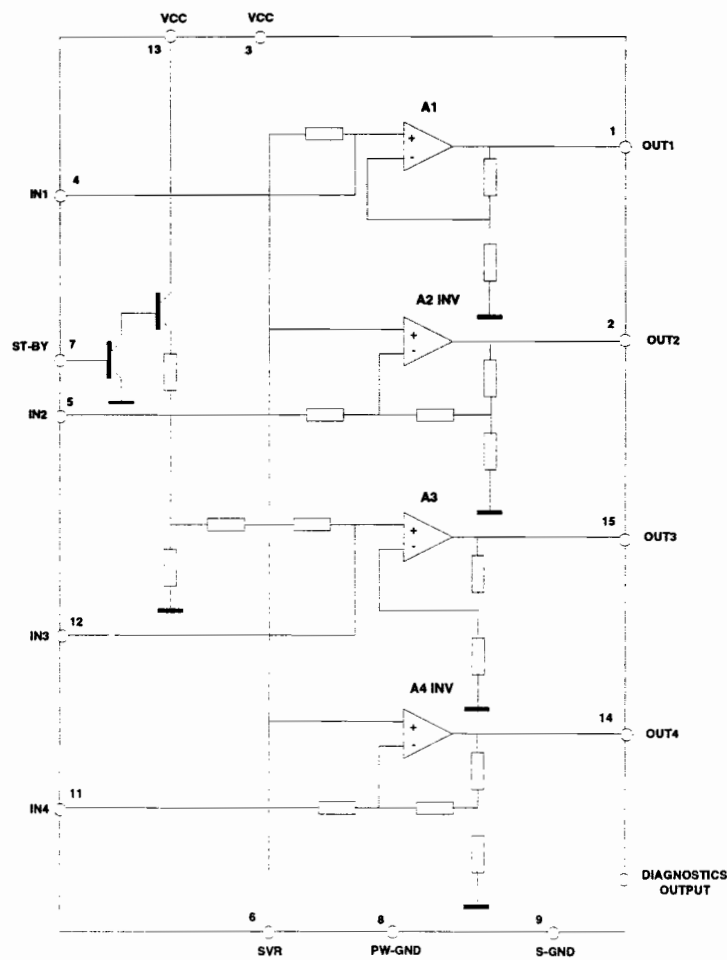 VCC VCC
13 3
A1
+
-
1
OUT1
4
IN1
A2 INV
+
-
2
OUT2
ST-BY
7
5
IN2
A3
+
-
15
OUT3
12
IN3
A4 INV
+
-
14
OUT4
11
IN4
DIAGNOSTICS
OUTPUT
6 8 9
SVR PW-GND S-GND